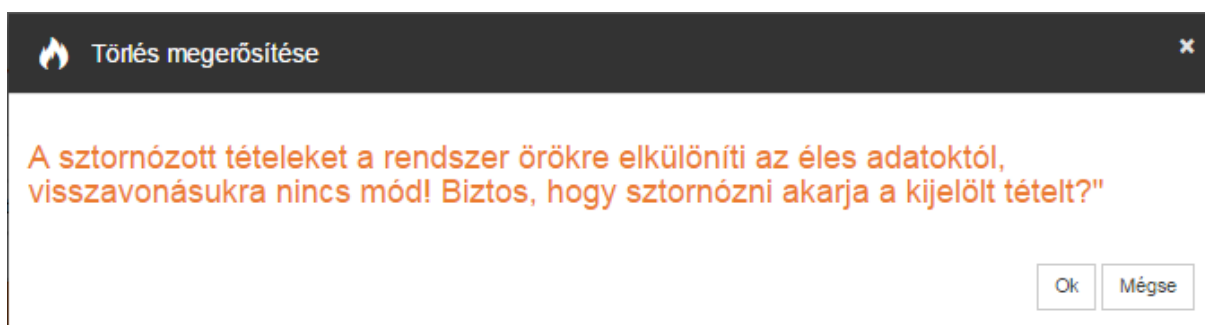 Törlés megerősítése
A sztornózott tételeket a rendszer örökre elkülöníti az éles adatoktól,
visszavonásukra nincs mód! Biztos, hogy sztornózni akarja a kijelölt tételt?"
Ok Mégse